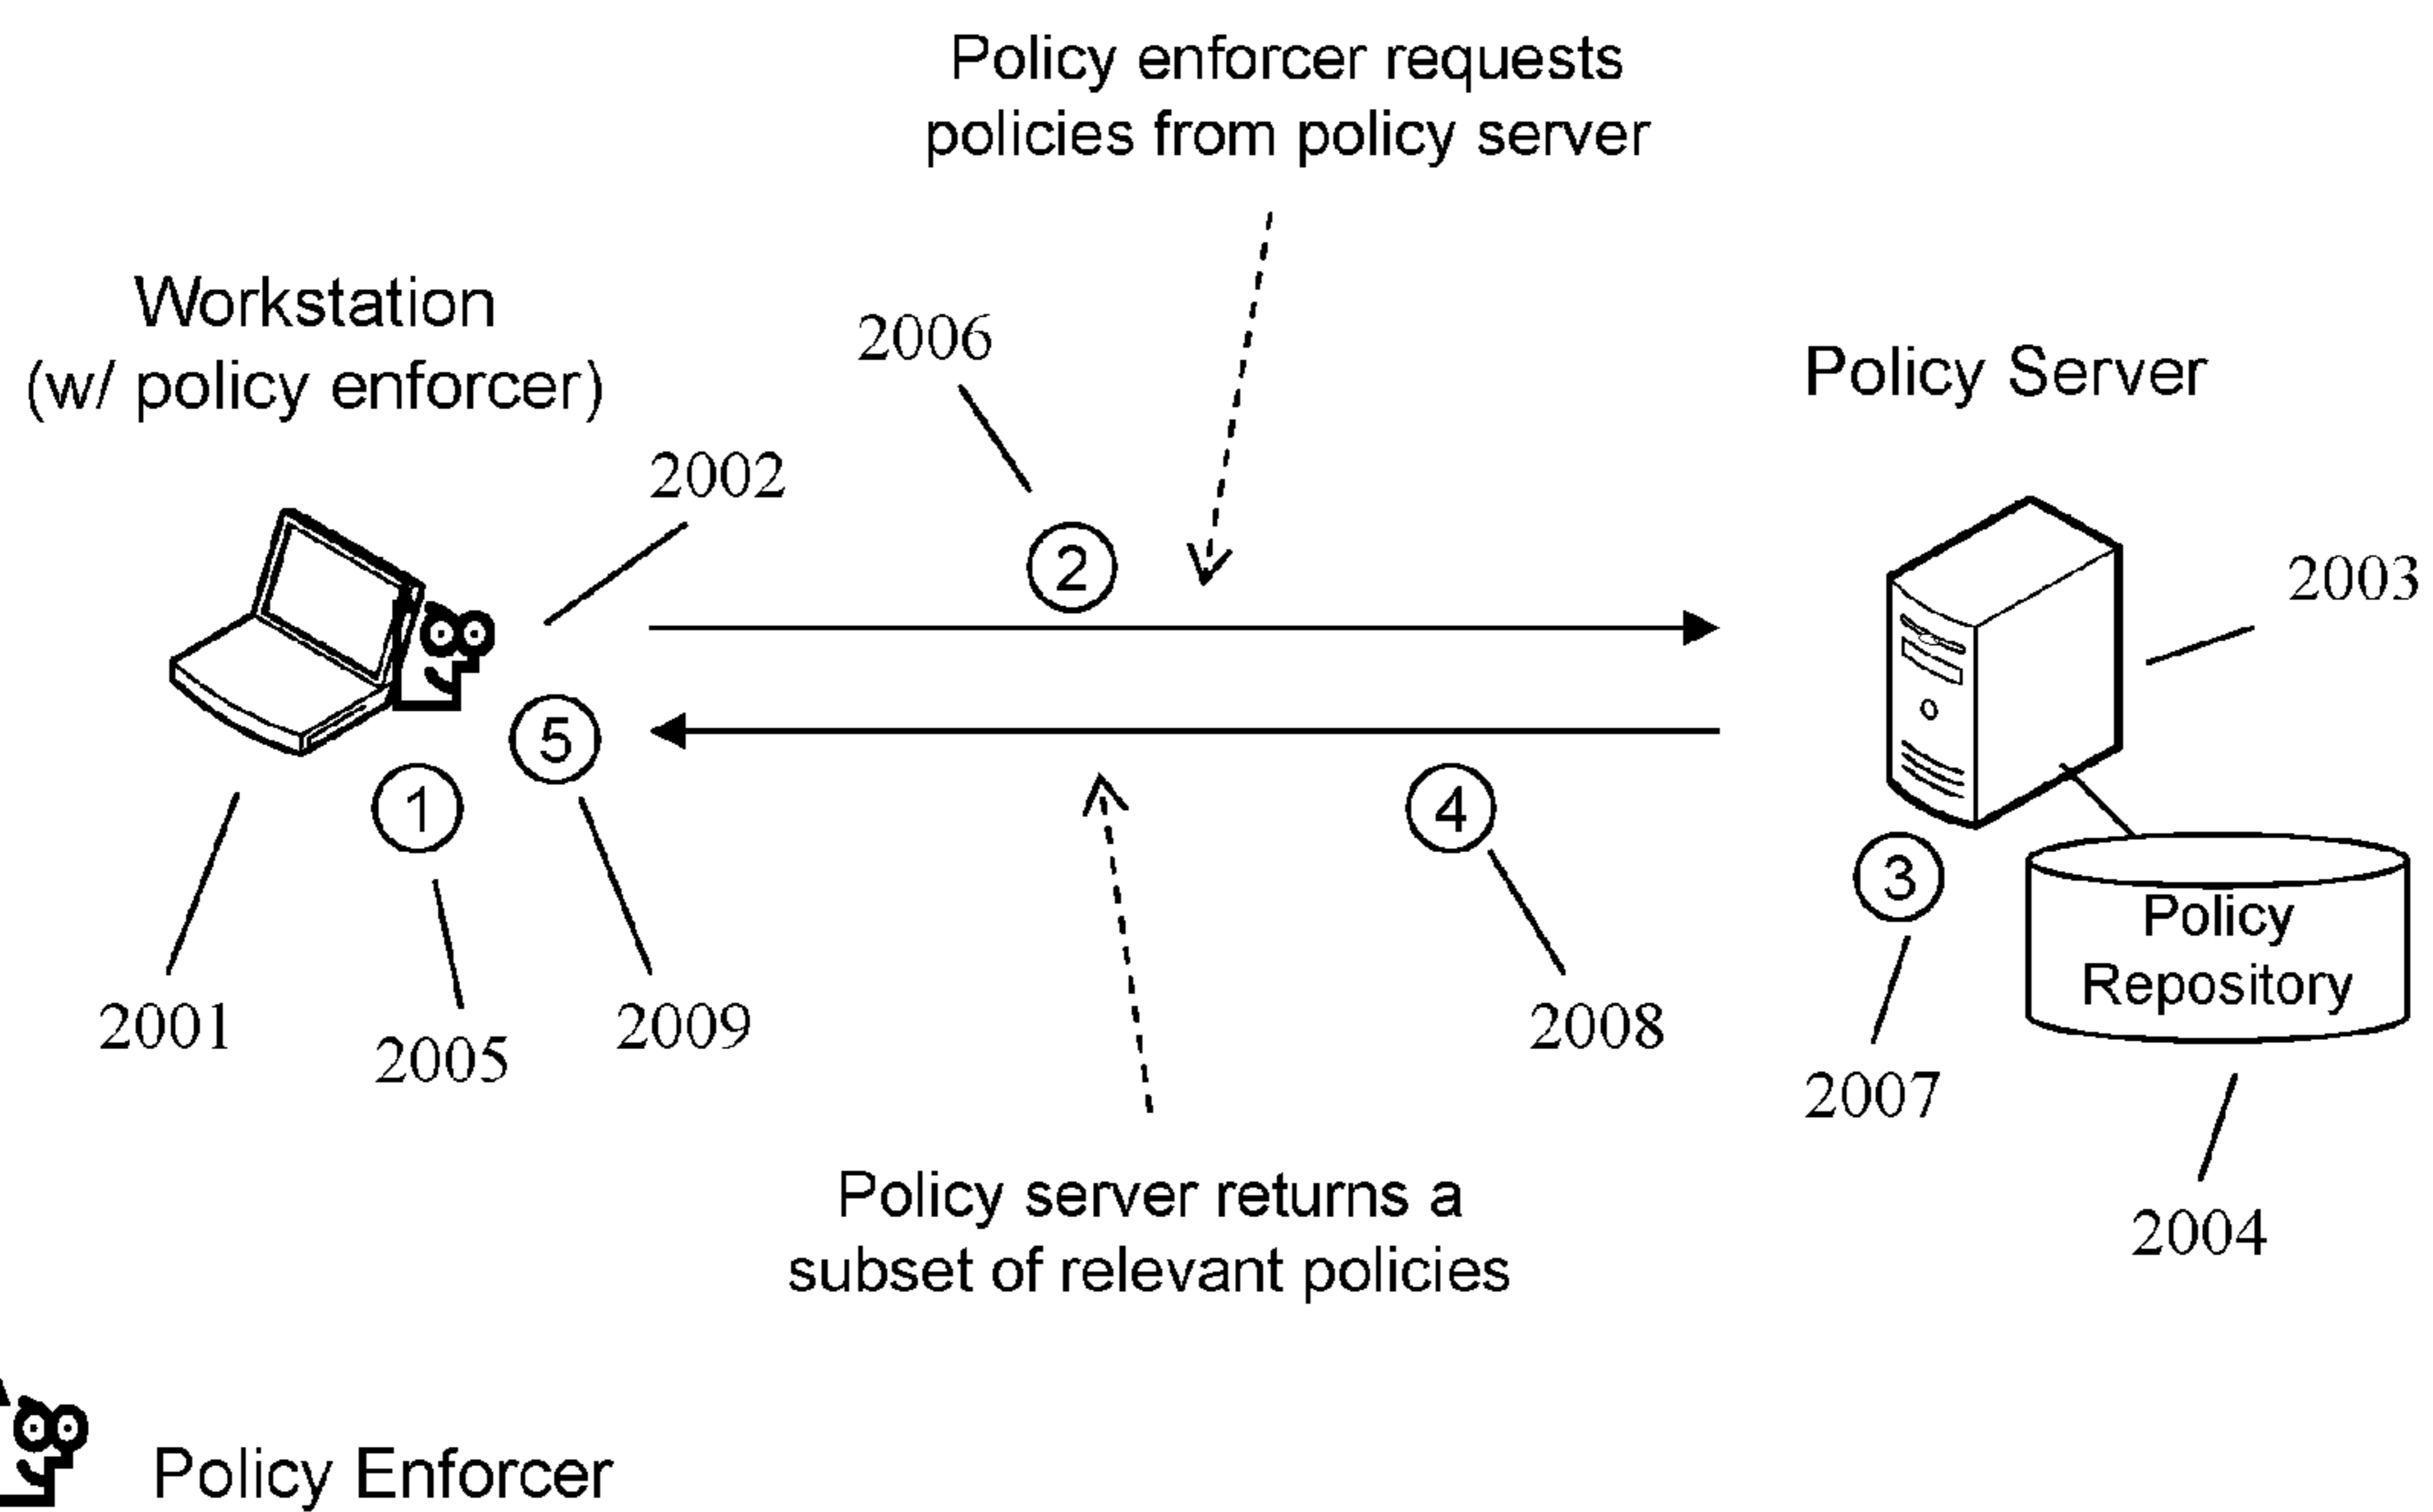 Policy enforcer requests
policies from policy server
Workstation
(w/ policy enforcer)
2006
Policy Server
2002
2
2003
5
1
4
3
Policy
Repository
2001
2005
2009
2008
2007
2004
Policy server returns a
subset of relevant policies
Policy Enforcer